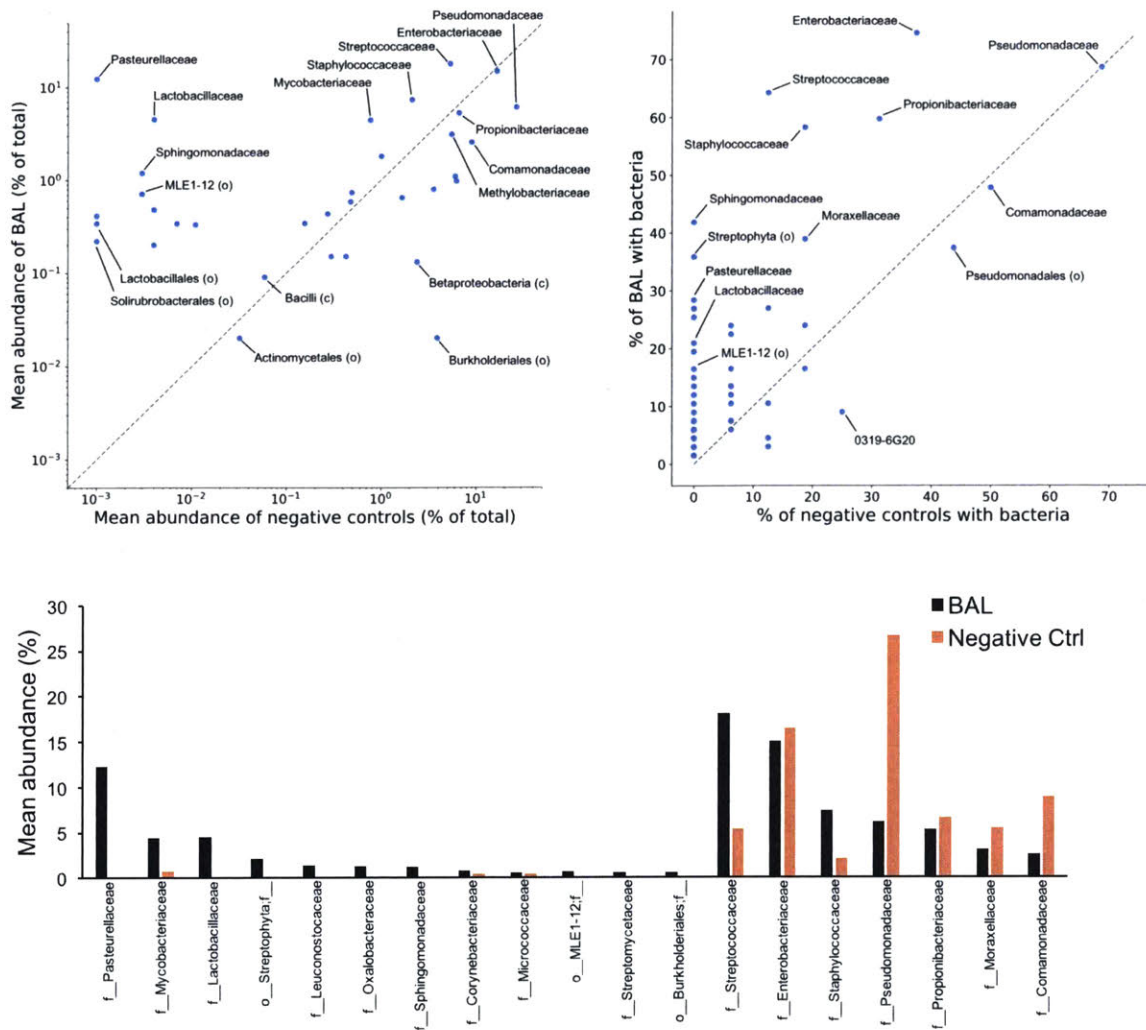 Mean abundance of BAL (% of total)
10¹
10⁰
10⁻¹
10⁻²
10⁻³
Pseudomonadaceae
Enterobacteriaceae
Streptococcaceae
Staphylococcaceae
Mycobacteriaceae
Pasteurellaceae
Lactobacillaceae
Propionibacteriaceae
Sphingomonadaceae
Comamonadaceae
MLE1-12 (o)
Methylobacteriaceae
Lactobacillales (o)
Solirubrobacterales (o)
Bacilli (c)
Betaproteobacteria (c)
Actinomycetales (o)
Burkholderiales (o)
10⁻³
10⁻²
10⁻¹
10⁰
10¹
Mean abundance of negative controls (% of total)
% of BAL with bacteria
70
60
50
40
30
20
10
0
Enterobacteriaceae
Pseudomonadaceae
Streptococcaceae
Propionibacteriaceae
Staphylococcaceae
Sphingomonadaceae
Moraxellaceae
Comamonadaceae
Streptophyta (o)
Pasteurellaceae
Pseudomonadales (o)
Lactobacillaceae
MLE1-12 (o)
0319-6G20
0
10
20
30
40
50
60
70
% of negative controls with bacteria
Mean abundance (%)
30
25
20
15
10
5
0
BAL
Negative Ctrl
f__Pasteurellaceae
f__Mycobacteriaceae
f__Lactobacillaceae
o__Streptophyta;f__
f__Leuconostocaceae
f__Oxalobacteraceae
f__Sphingomonadaceae
f__Corynebacteriaceae
f__Micrococcaceae
o__MLE1-12;f__
f__Streptomycetaceae
o__Burkholderiales;f__
f__Streptococcaceae
f__Enterobacteriaceae
f__Staphylococcaceae
f__Pseudomonadaceae
f__Propionibacteriaceae
f__Moraxellaceae
f__Comamonadaceae